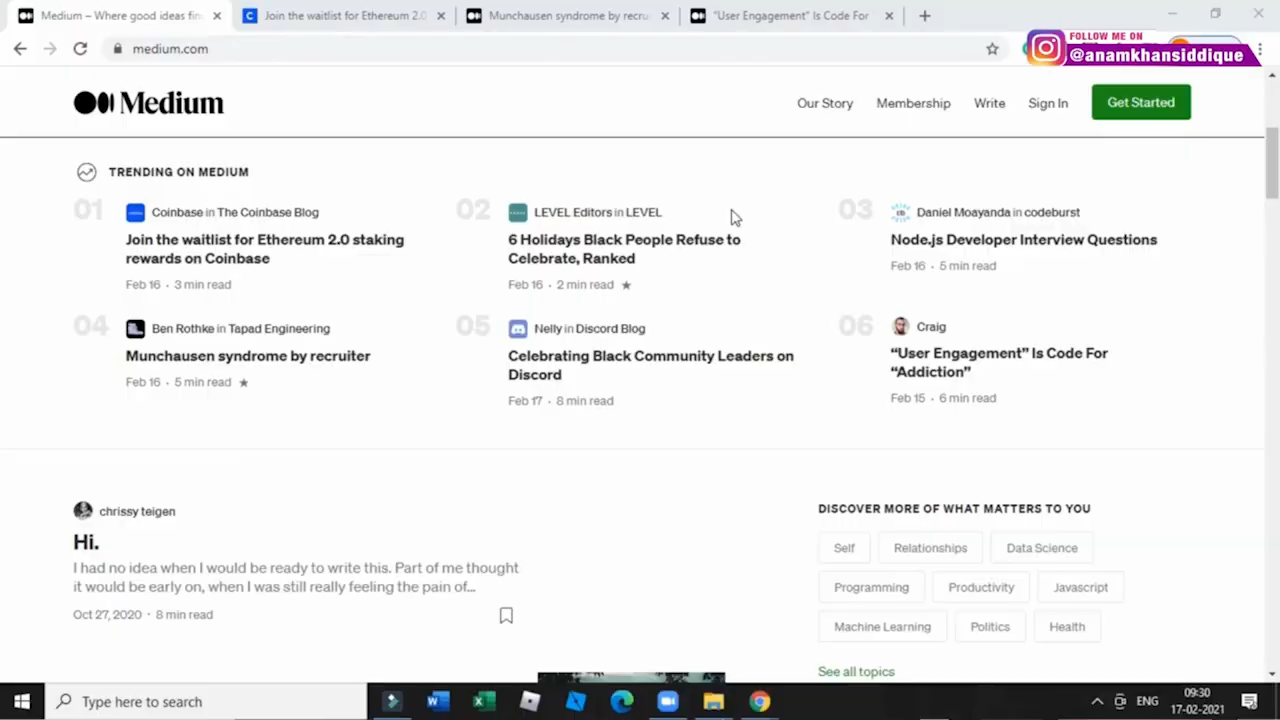 Medium – Where good ideas fin
Join the waitlist for Ethereum 2.0
Munchausen syndrome by recru
"User Engagement" Is Code For
medium.com
FOLLOW ME ON
@anamkhansiddique
Medium
Our Story
Membership
Write
Sign In
Get Started
TRENDING ON MEDIUM
01
Coinbase in The Coinbase Blog
Join the waitlist for Ethereum 2.0 staking
rewards on Coinbase
Feb 16 · 3 min read
02
LEVEL Editors in LEVEL
6 Holidays Black People Refuse to
Celebrate, Ranked
Feb 16 · 2 min read ★
03
Daniel Moayanda in codeburst
Node.js Developer Interview Questions
Feb 16 · 5 min read
04
Ben Rothke in Tapad Engineering
Munchausen syndrome by recruiter
Feb 16 · 5 min read ★
05
Nelly in Discord Blog
Celebrating Black Community Leaders on
Discord
Feb 17 · 8 min read
06
Craig
“User Engagement” Is Code For
“Addiction”
Feb 15 · 6 min read
chrissy teigen
Hi.
I had no idea when I would be ready to write this. Part of me thought
it would be early on, when I was still really feeling the pain of...
Oct 27, 2020 · 8 min read
DISCOVER MORE OF WHAT MATTERS TO YOU
Self
Relationships
Data Science
Programming
Productivity
Javascript
Machine Learning
Politics
Health
See all topics
Type here to search
ENG
09:30
17-02-2021